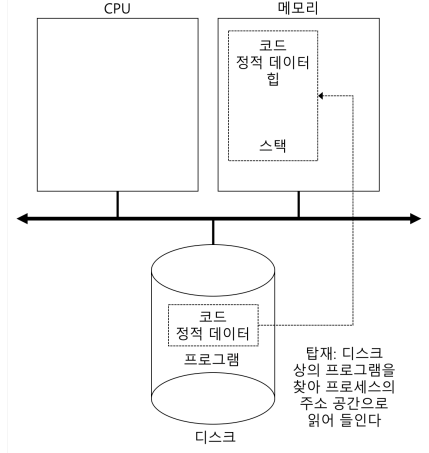 CPU
메모리
코드
정적 데이터
힙
스택
코드
정적 데이터
프로그램
탑재: 디스크
상의 프로그램을
찾아 프로세스의
주소 공간으로
읽어 들인다
디스크